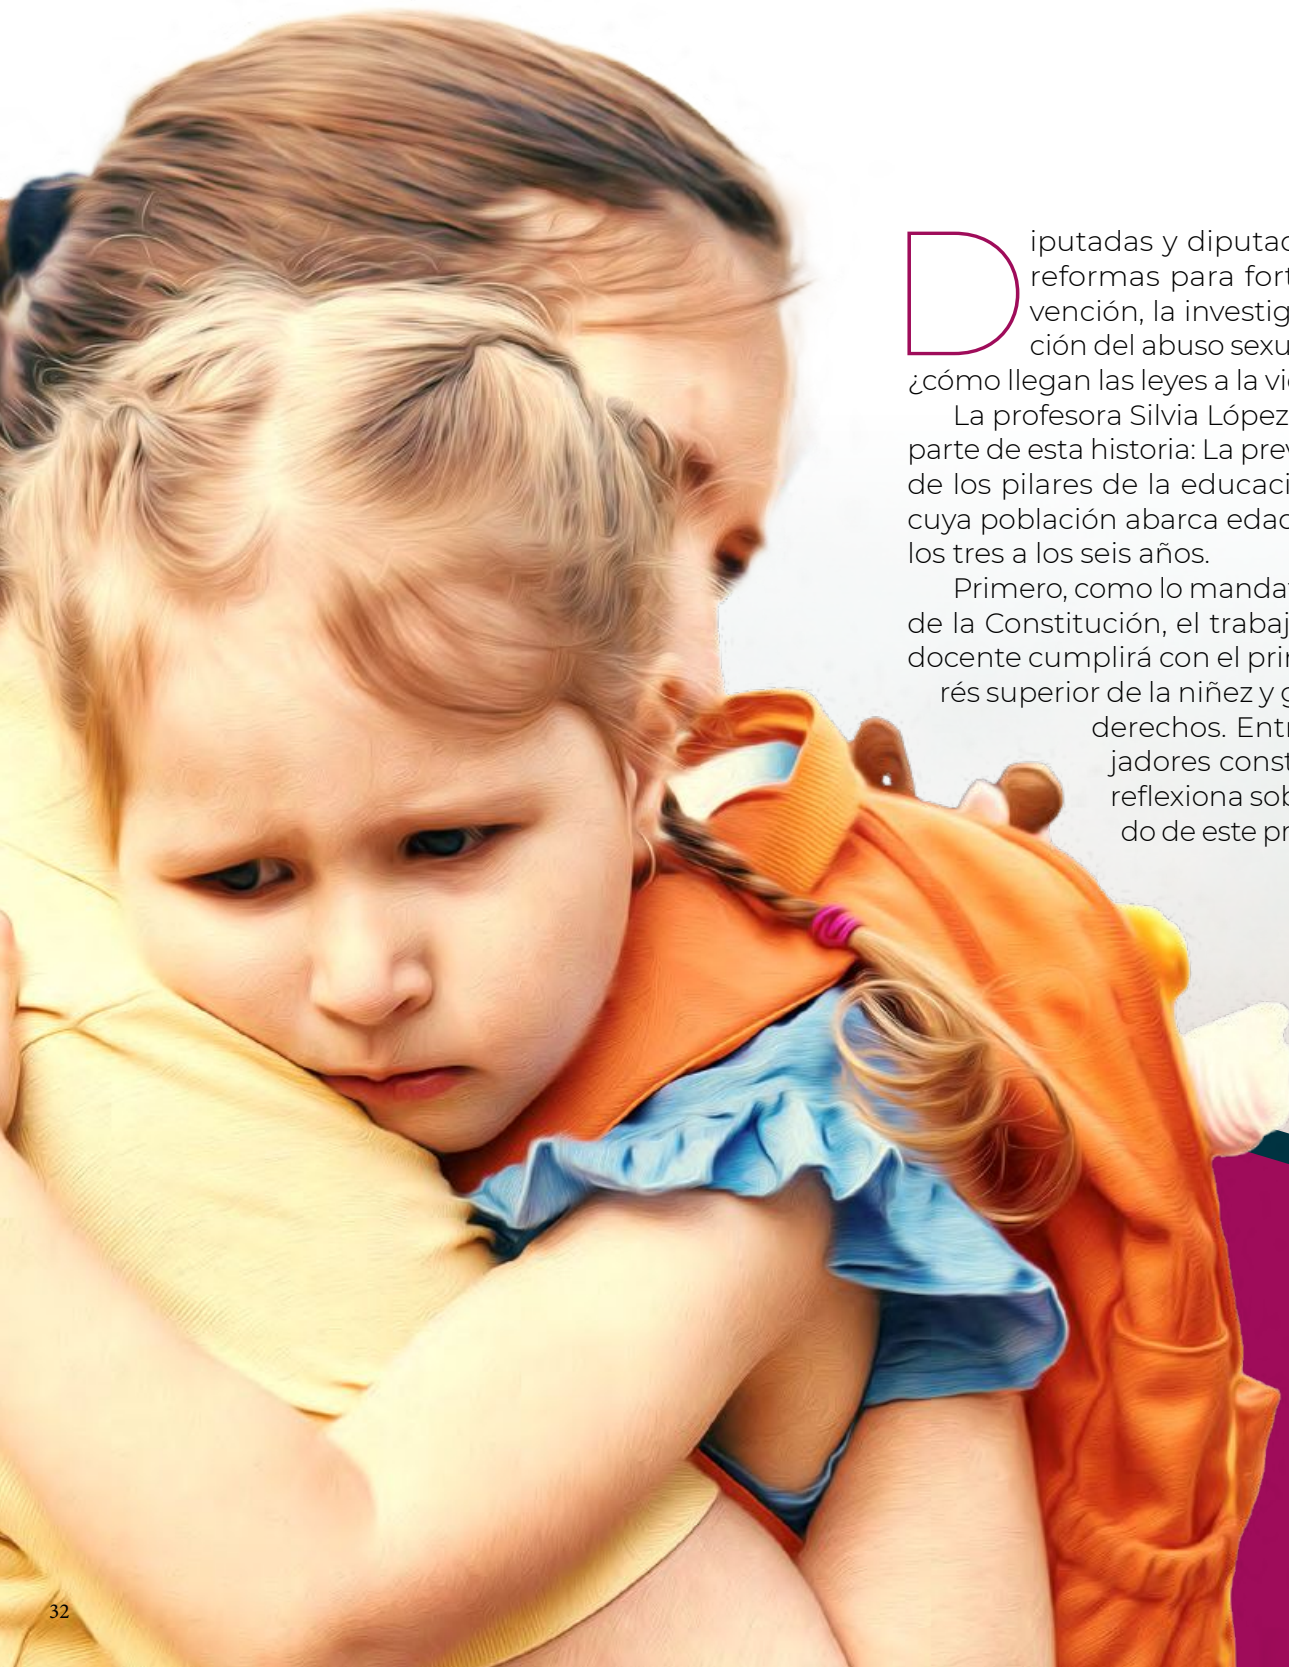 Diputadas y diputad
reformas para fort
vención, la investig
ción del abuso sexu
¿cómo llegan las leyes a la vi
La profesora Silvia López
parte de esta historia: La prev
de los pilares de la educaci
cuya población abarca edad
los tres a los seis años.
Primero, como lo manda
de la Constitución, el trabaj
docente cumplirá con el prin
rés superior de la niñez y g
derechos. Entr
jadores const
reflexiona sob
do de este pr
32